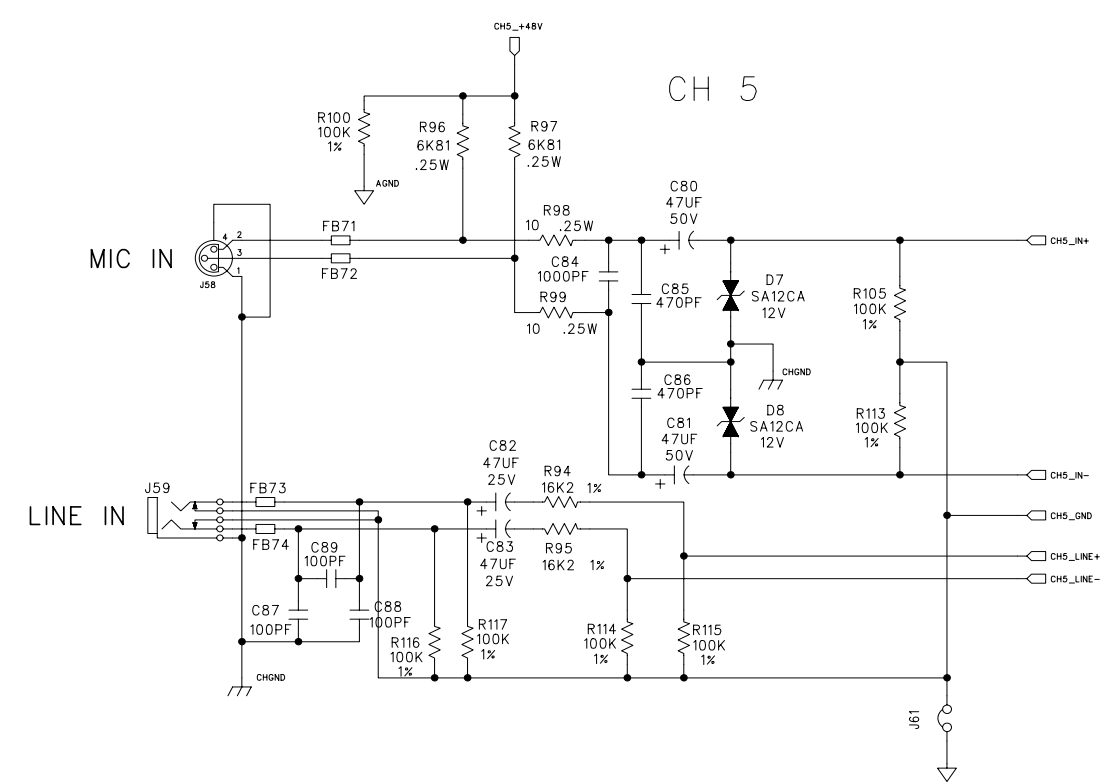 CH5_+48V
CH 5
R100
100K
1%
AGND
R96
6K81
.25W
R97
6K81
.25W
MIC IN
4
2
3
1
J58
FB71
FB72
R98
10 .25W
C84
1000PF
R99
10 .25W
C80
47UF
50V
+
CH5_IN+
C85
470PF
D7
SA12CA
12V
R105
100K
1%
CHGND
C86
470PF
D8
SA12CA
12V
R113
100K
1%
C81
47UF
50V
+
CH5_IN-
LINE IN
J59
FB73
FB74
C82
47UF
25V
+
R94
16K2 1%
CH5_GND
C83
47UF
25V
+
R95
16K2 1%
CH5_LINE+
CH5_LINE-
C89
100PF
C87
100PF
C88
100PF
R116
100K
1%
R117
100K
1%
R114
100K
1%
R115
100K
1%
CHGND
J61